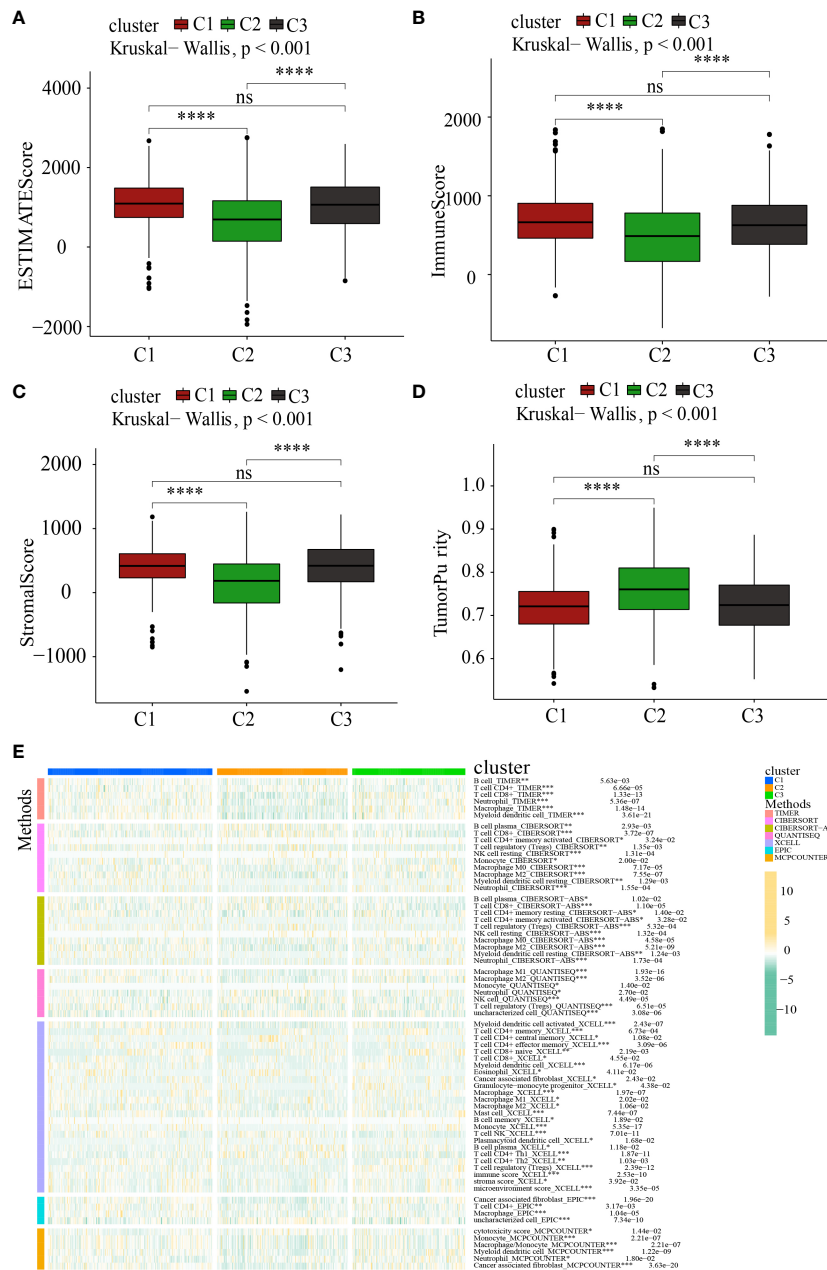 A
cluster C1 C2 C3
Kruskal− Wallis, p < 0.001
ESTIMATEScore
4000
2000
0
−2000
****
ns
****
C1 C2 C3
B
cluster C1 C2 C3
Kruskal− Wallis, p < 0.001
ImmuneScore
2000
1000
0
****
ns
****
C1 C2 C3
C
cluster C1 C2 C3
Kruskal− Wallis, p < 0.001
StromalScore
2000
1000
0
−1000
****
ns
****
C1 C2 C3
D
cluster C1 C2 C3
Kruskal− Wallis, p < 0.001
TumorPu rity
1.0
0.9
0.8
0.7
0.6
****
ns
****
C1 C2 C3
E
Methods
cluster
B cell_TIMER** 5.63e−03
T cell CD4+_TIMER*** 6.66e−05
T cell CD8+_TIMER*** 1.33e−13
Neutrophil_TIMER*** 5.36e−07
Macrophage_TIMER*** 1.48e−14
Myeloid dendritic cell_TIMER*** 3.61e−21
B cell plasma_CIBERSORT** 2.93e−03
T cell CD8+_CIBERSORT*** 3.72e−07
T cell CD4+ memory activated_CIBERSORT* 3.24e−02
T cell regulatory (Tregs)_CIBERSORT** 1.35e−03
NK cell resting_CIBERSORT*** 1.31e−04
Monocyte_CIBERSORT* 2.00e−02
Macrophage M0_CIBERSORT*** 7.17e−05
Macrophage M2_CIBERSORT*** 7.55e−07
Myeloid dendritic cell resting_CIBERSORT** 1.29e−03
Neutrophil_CIBERSORT*** 1.55e−04
B cell plasma_CIBERSORT−ABS* 1.02e−02
T cell CD8+_CIBERSORT−ABS*** 1.10e−05
T cell CD4+ memory resting_CIBERSORT−ABS* 1.40e−02
T cell CD4+ memory activated_CIBERSORT−ABS* 3.28e−02
T cell regulatory (Tregs)_CIBERSORT−ABS*** 5.32e−04
NK cell resting_CIBERSORT−ABS*** 1.32e−04
Macrophage M0_CIBERSORT−ABS*** 4.58e−05
Macrophage M2_CIBERSORT−ABS*** 5.21e−09
Myeloid dendritic cell resting_CIBERSORT−ABS** 1.24e−03
Neutrophil_CIBERSORT−ABS*** 1.73e−04
Macrophage M1_QUANTISEQ*** 1.93e−16
Macrophage M2_QUANTISEQ*** 3.52e−06
Monocyte_QUANTISEQ* 1.40e−02
Neutrophil_QUANTISEQ* 2.70e−02
NK cell_QUANTISEQ*** 4.49e−05
T cell regulatory (Tregs)_QUANTISEQ*** 6.51e−05
uncharacterized cell_QUANTISEQ*** 3.08e−06
Myeloid dendritic cell activated_XCELL*** 2.43e−07
T cell CD4+ memory_XCELL*** 6.73e−04
T cell CD4+ central memory_XCELL* 1.08e−02
T cell CD4+ effector memory_XCELL*** 3.09e−06
T cell CD8+ naive_XCELL** 2.19e−03
T cell CD8+_XCELL* 4.55e−02
Myeloid dendritic cell_XCELL*** 6.17e−06
Eosinophil_XCELL* 4.11e−02
Cancer associated fibroblast_XCELL* 2.43e−02
Granulocyte−monocyte progenitor_XCELL* 4.38e−02
Macrophage_XCELL*** 1.97e−07
Macrophage M1_XCELL* 2.02e−02
Macrophage M2_XCELL* 1.06e−02
Mast cell_XCELL*** 7.44e−07
B cell memory_XCELL* 1.89e−02
Monocyte_XCELL*** 5.35e−17
T cell NK_XCELL*** 7.01e−11
Plasmacytoid dendritic cell_XCELL* 1.68e−02
B cell plasma_XCELL* 1.18e−02
T cell CD4+ Th1_XCELL*** 1.87e−11
T cell CD4+ Th2_XCELL** 1.03e−03
T cell regulatory (Tregs)_XCELL*** 2.39e−12
immune score_XCELL*** 2.53e−10
stroma score_XCELL* 3.92e−02
microenvironment score_XCELL*** 3.35e−05
Cancer associated fibroblast_EPIC*** 1.96e−20
T cell CD4+_EPIC** 3.17e−03
Macrophage_EPIC*** 1.04e−05
uncharacterized cell_EPIC*** 7.34e−10
cytotoxicity score_MCPCOUNTER* 1.44e−02
Monocyte_MCPCOUNTER*** 2.21e−07
Macrophage/Monocyte_MCPCOUNTER*** 2.21e−07
Myeloid dendritic cell_MCPCOUNTER*** 1.22e−09
Neutrophil_MCPCOUNTER* 1.80e−02
Cancer associated fibroblast_MCPCOUNTER*** 3.63e−20
cluster
C1
C2
C3
Methods
TIMER
CIBERSORT
CIBERSORT−A
QUANTISEQ
XCELL
EPIC
MCPCOUNTER
10
5
0
−5
−10